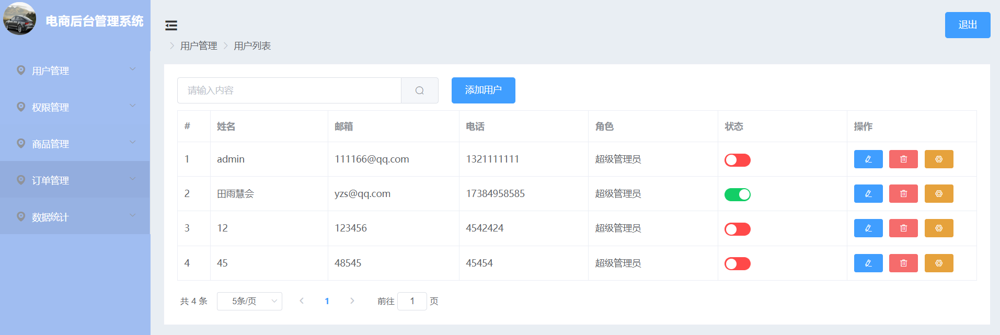 电商后台管理系统
退出
用户管理 用户列表
用户管理
权限管理
商品管理
订单管理
数据统计
请输入内容 添加用户
# 姓名 邮箱 电话 角色 状态 操作
1 admin 111166@qq.com 1321111111 超级管理员
2 田雨慧会 yzs@qq.com 17384958585 超级管理员
3 12 123456 4542424 超级管理员
4 45 48545 45454 超级管理员
共 4 条 5条/页 1 前往 1 页